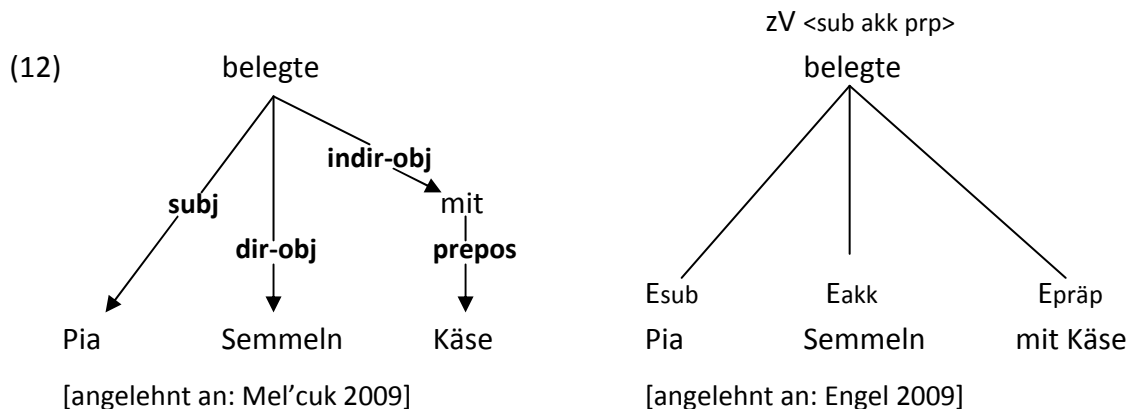 zV <sub akk prp>
(12) belegte belegte
indir-obj
subj mit
dir-obj prepos
Esub Eakk Epräp
Pia Semmeln Käse Pia Semmeln mit Käse
[angelehnt an: Mel'cuk 2009] [angelehnt an: Engel 2009]